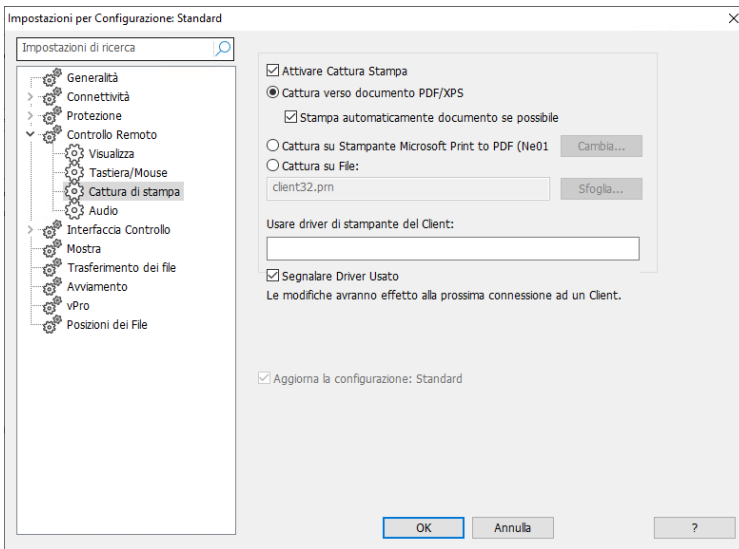 Impostazioni per Configurazione: Standard
Impostazioni di ricerca
Generalità
Connettività
Protezione
Controllo Remoto
Visualizza
Tastiera/Mouse
Cattura di stampa
Audio
Interfaccia Controllo
Mostra
Trasferimento dei file
Avviamento
vPro
Posizioni dei File
Attivare Cattura Stampa
Cattura verso documento PDF/XPS
Stampa automaticamente documento se possibile
Cattura su Stampante Microsoft Print to PDF (Ne01
Cambia...
Cattura su File:
client32.prn
Sfoglia...
Usare driver di stampante del Client:
Segnalare Driver Usato
Le modifiche avranno effetto alla prossima connessione ad un Client.
Aggiorna la configurazione: Standard
OK
Annulla
?